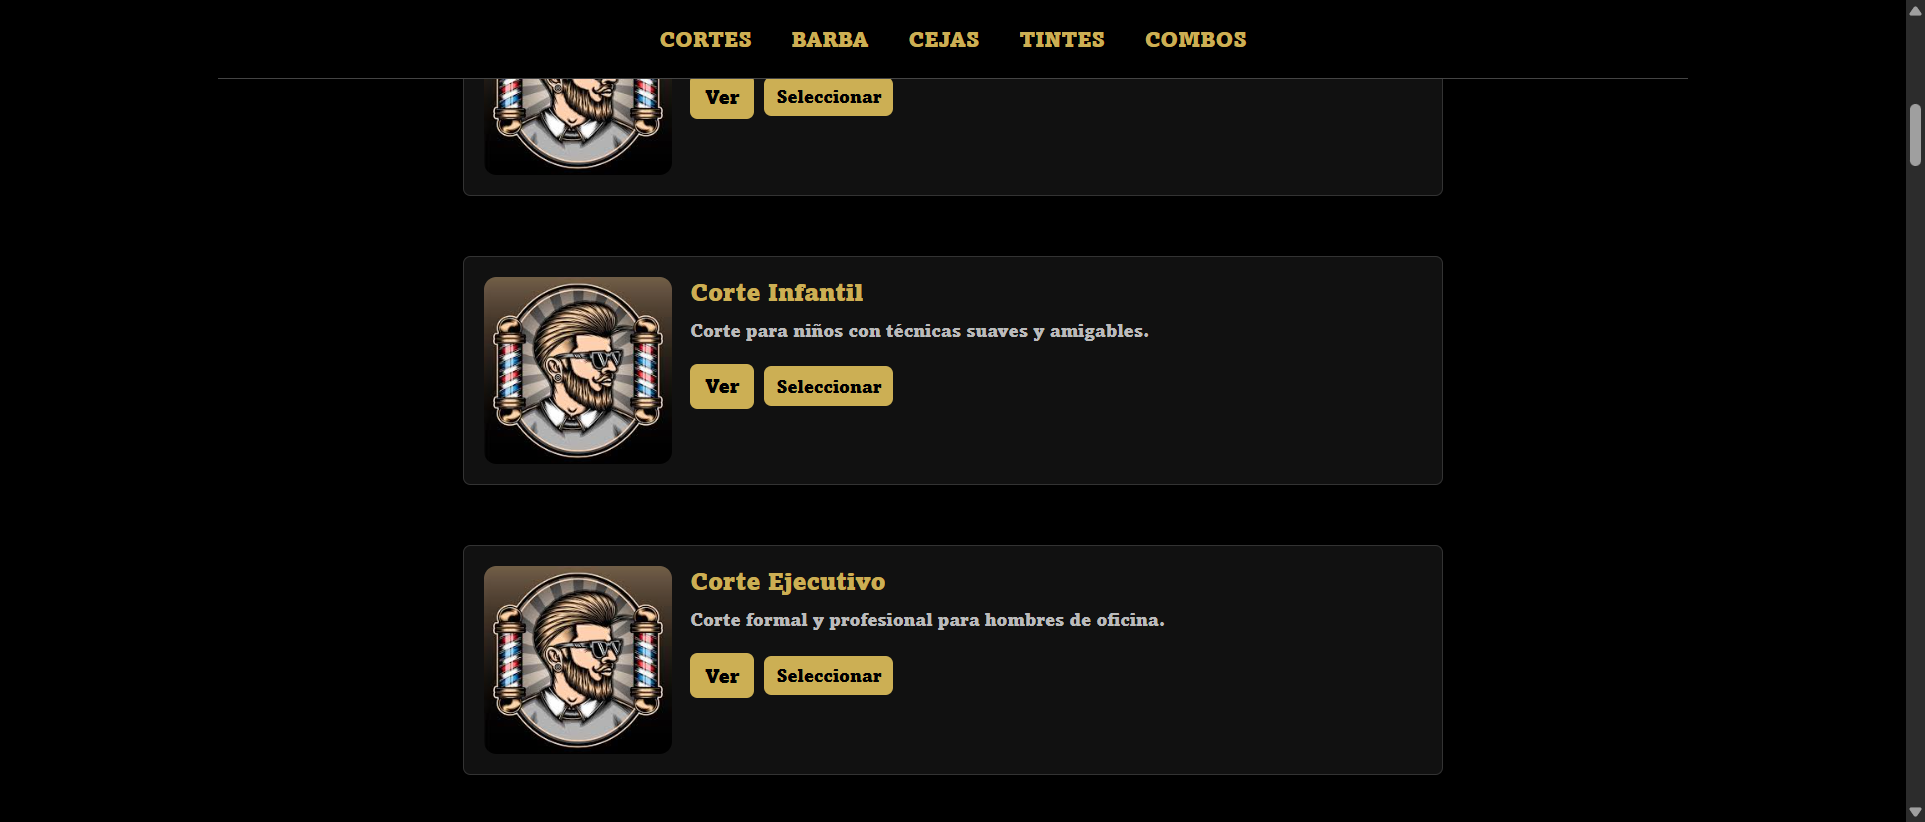 CORTES BARBA CEJAS TINTES COMBOS
Ver Seleccionar
Corte Infantil
Corte para niños con técnicas suaves y amigables.
Ver Seleccionar
Corte Ejecutivo
Corte formal y profesional para hombres de oficina.
Ver Seleccionar